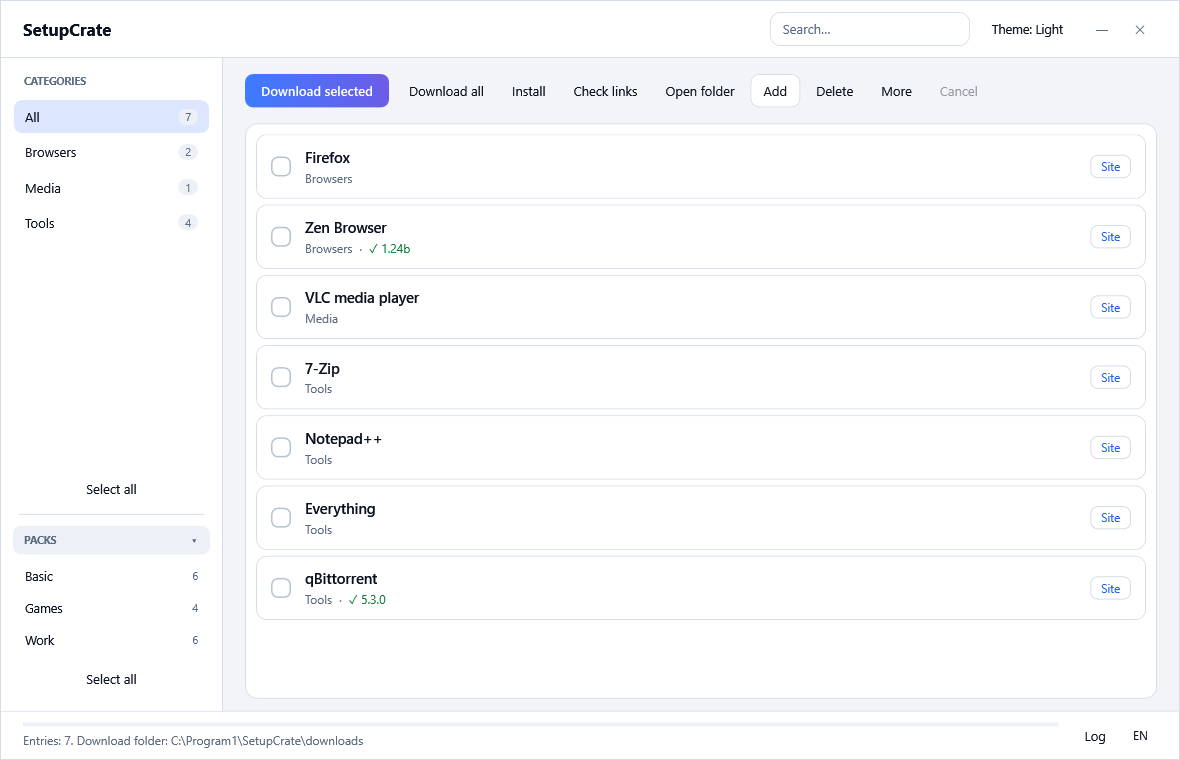 SetupCrate
Search...
Theme: Light
CATEGORIES
All 7
Browsers 2
Media 1
Tools 4
Select all
PACKS
Basic 6
Games 4
Work 6
Select all
Download selected
Download all
Install
Check links
Open folder
Add
Delete
More
Cancel
Firefox
Browsers
Site
Zen Browser
Browsers · ✓ 1.24b
Site
VLC media player
Media
Site
7-Zip
Tools
Site
Notepad++
Tools
Site
Everything
Tools
Site
qBittorrent
Tools · ✓ 5.3.0
Site
Entries: 7. Download folder: C:\Program1\SetupCrate\downloads
Log
EN